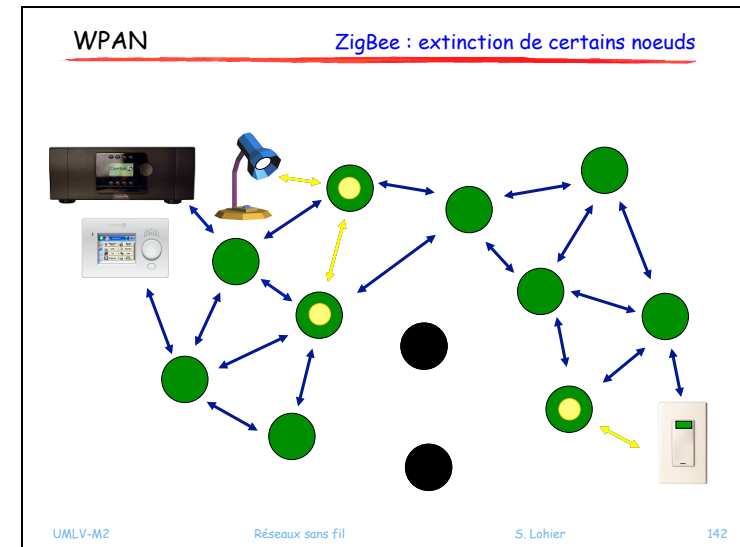 WPAN
ZigBee : extinction de certains noeuds
UMLV-M2
Réseaux sans fil
S. Lohier
142